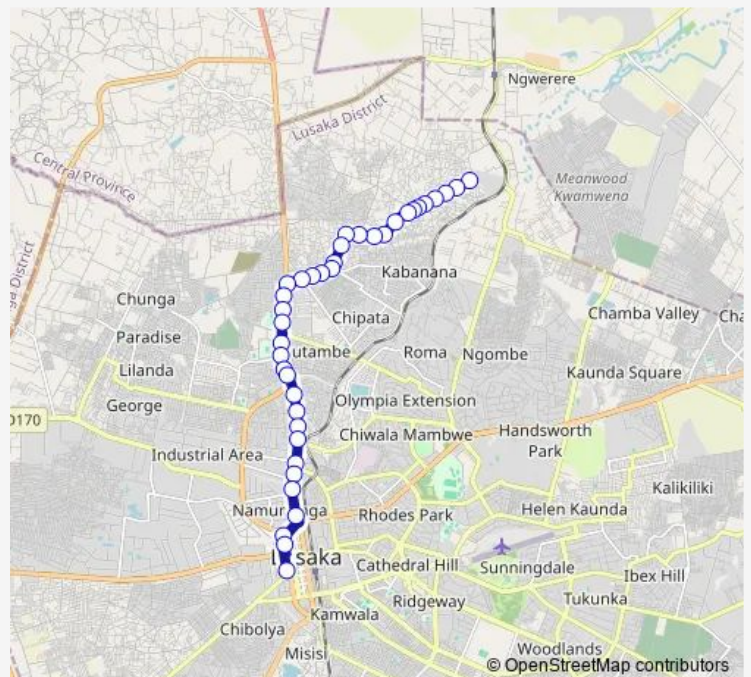 Ngwerere
Lusaka District
Central Province
Meanwood
Kwamwena
Kabanana
Chunga
Chipata
Chamba Valley
Paradise
Roma
Ngombe
Lilanda
Kaunda Square
George
Olympia Extension
D170
Chiwala Mambwe
Handsworth
Park
Industrial Area
Kalikiliki
Rhodes Park
Helen Kaunda
Cathedral Hill
Sunningdale
Ibex Hill
Ridgeway
Tukunka
Kamwala
Chibolya
Misisi
Woodlands
© OpenStreetMap contributors